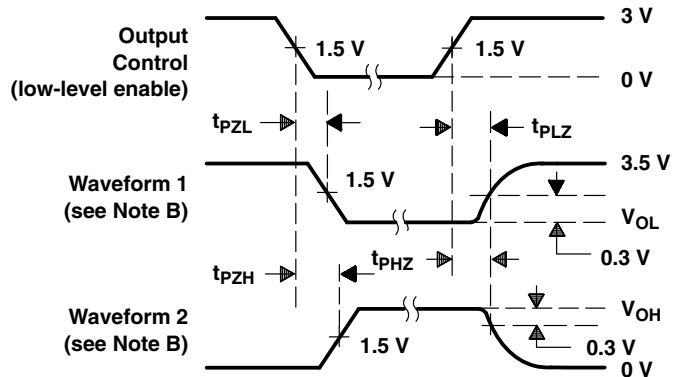 Output
Control
(low-level enable)
1.5 V
1.5 V
3 V
0 V
tPZL
tPLZ
Waveform 1
(see Note B)
1.5 V
3.5 V
VOL
0.3 V
tPZH
tPHZ
Waveform 2
(see Note B)
1.5 V
VOH
0.3 V
0 V